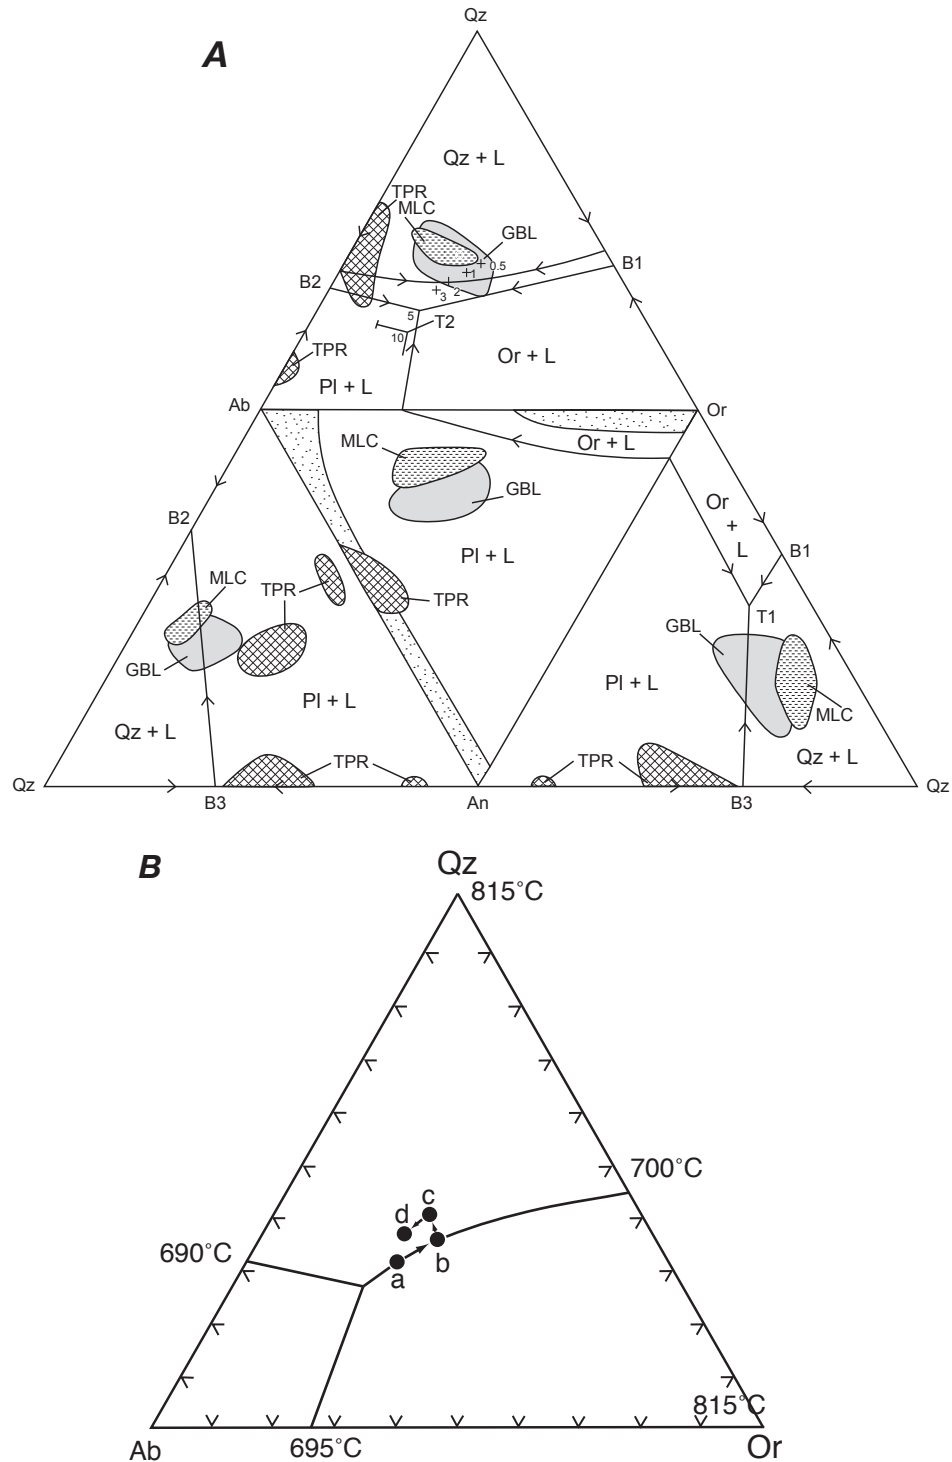 Qz
A
Qz + L
TPR
MLC
GBL
0.5
1
B1
B2
2
3
5
T2
10
TPR
Or + L
Pl + L
Ab
Or
MLC
Or + L
GBL
Or
+
L
B2
B1
Pl + L
MLC
TPR
TPR
T1
GBL
GBL
Pl + L
Pl + L
MLC
Qz + L
Qz + L
TPR
TPR
Qz
B3
An
B3
Qz
B
Qz
815°C
700°C
c
d
690°C
b
a
815°C
Ab
695°C
Or